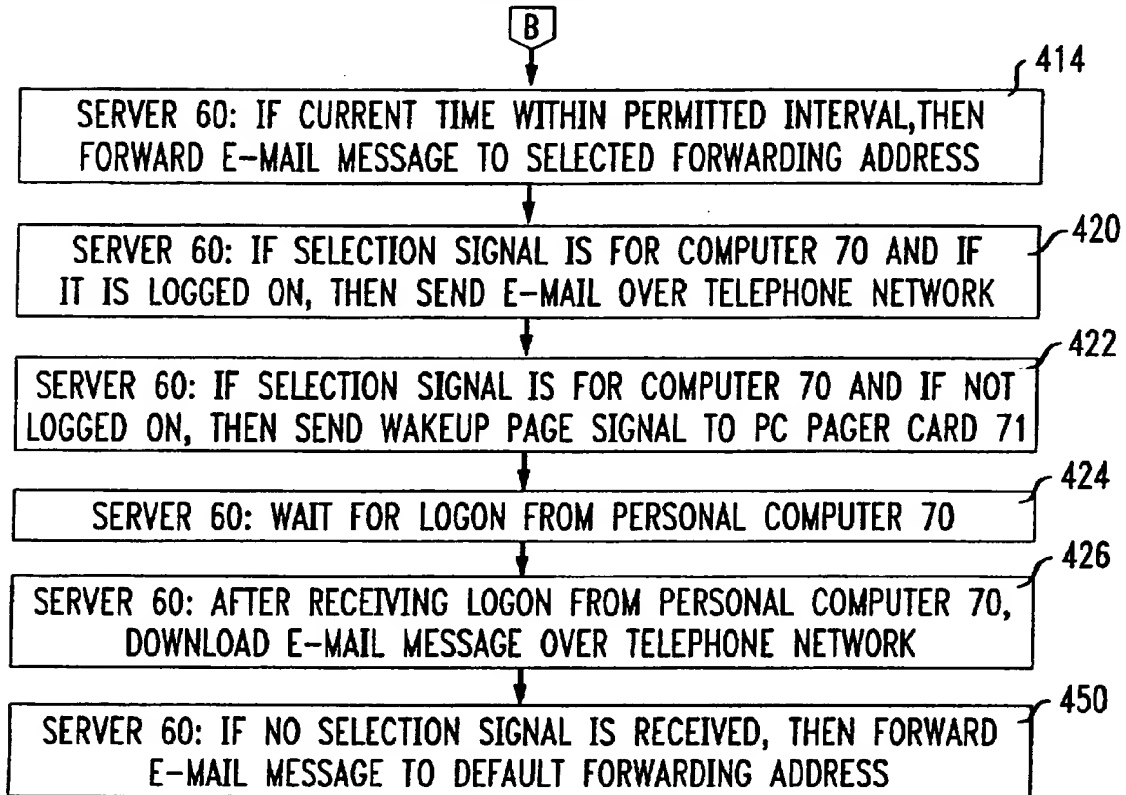 B
414
SERVER 60: IF CURRENT TIME WITHIN PERMITTED INTERVAL,THEN
FORWARD E-MAIL MESSAGE TO SELECTED FORWARDING ADDRESS
420
SERVER 60: IF SELECTION SIGNAL IS FOR COMPUTER 70 AND IF
IT IS LOGGED ON, THEN SEND E-MAIL OVER TELEPHONE NETWORK
422
SERVER 60: IF SELECTION SIGNAL IS FOR COMPUTER 70 AND IF NOT
LOGGED ON, THEN SEND WAKEUP PAGE SIGNAL TO PC PAGER CARD 71
424
SERVER 60: WAIT FOR LOGON FROM PERSONAL COMPUTER 70
426
SERVER 60: AFTER RECEIVING LOGON FROM PERSONAL COMPUTER 70,
DOWNLOAD E-MAIL MESSAGE OVER TELEPHONE NETWORK
450
SERVER 60: IF NO SELECTION SIGNAL IS RECEIVED, THEN FORWARD
E-MAIL MESSAGE TO DEFAULT FORWARDING ADDRESS